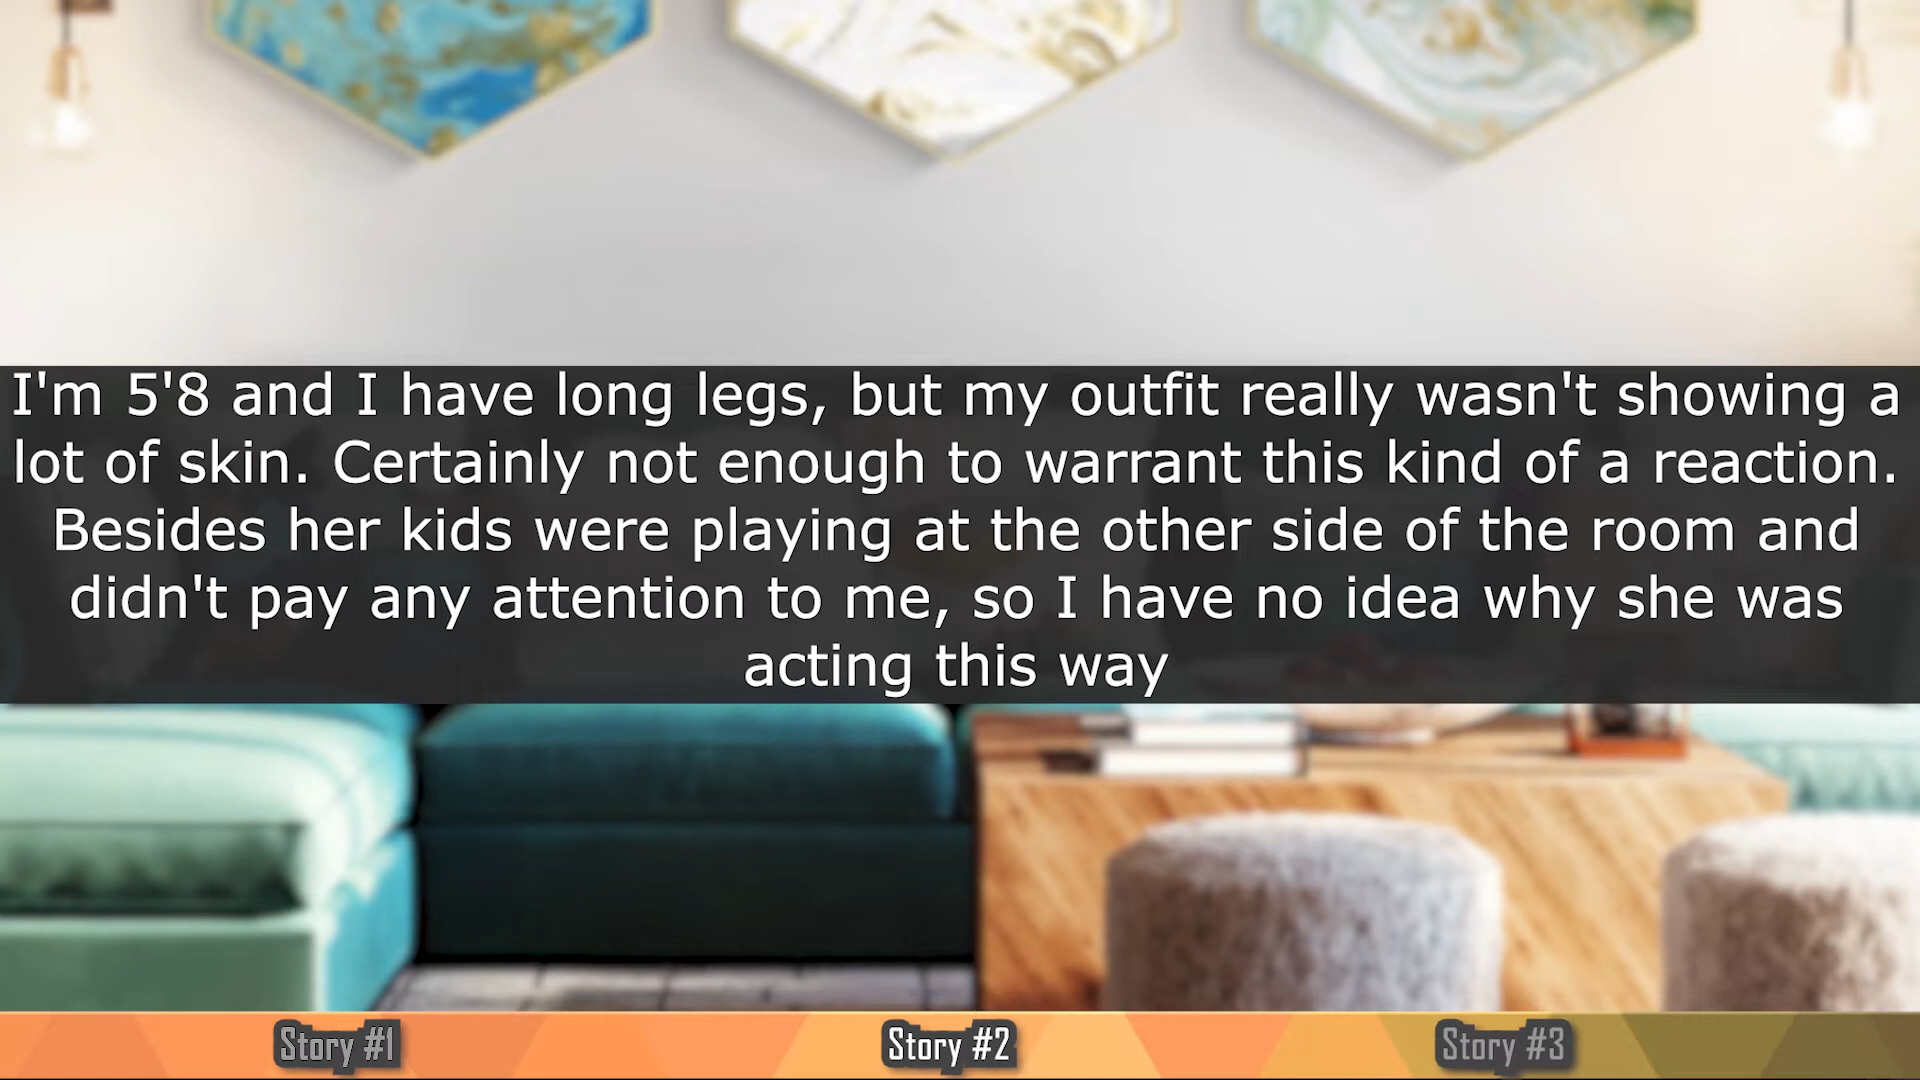 I'm 5'8 and I have long legs, but my outfit really wasn't showing a
lot of skin. Certainly not enough to warrant this kind of a reaction.
Besides her kids were playing at the other side of the room and
didn't pay any attention to me, so I have no idea why she was
acting this way
Story #1
Story #2
Story #3